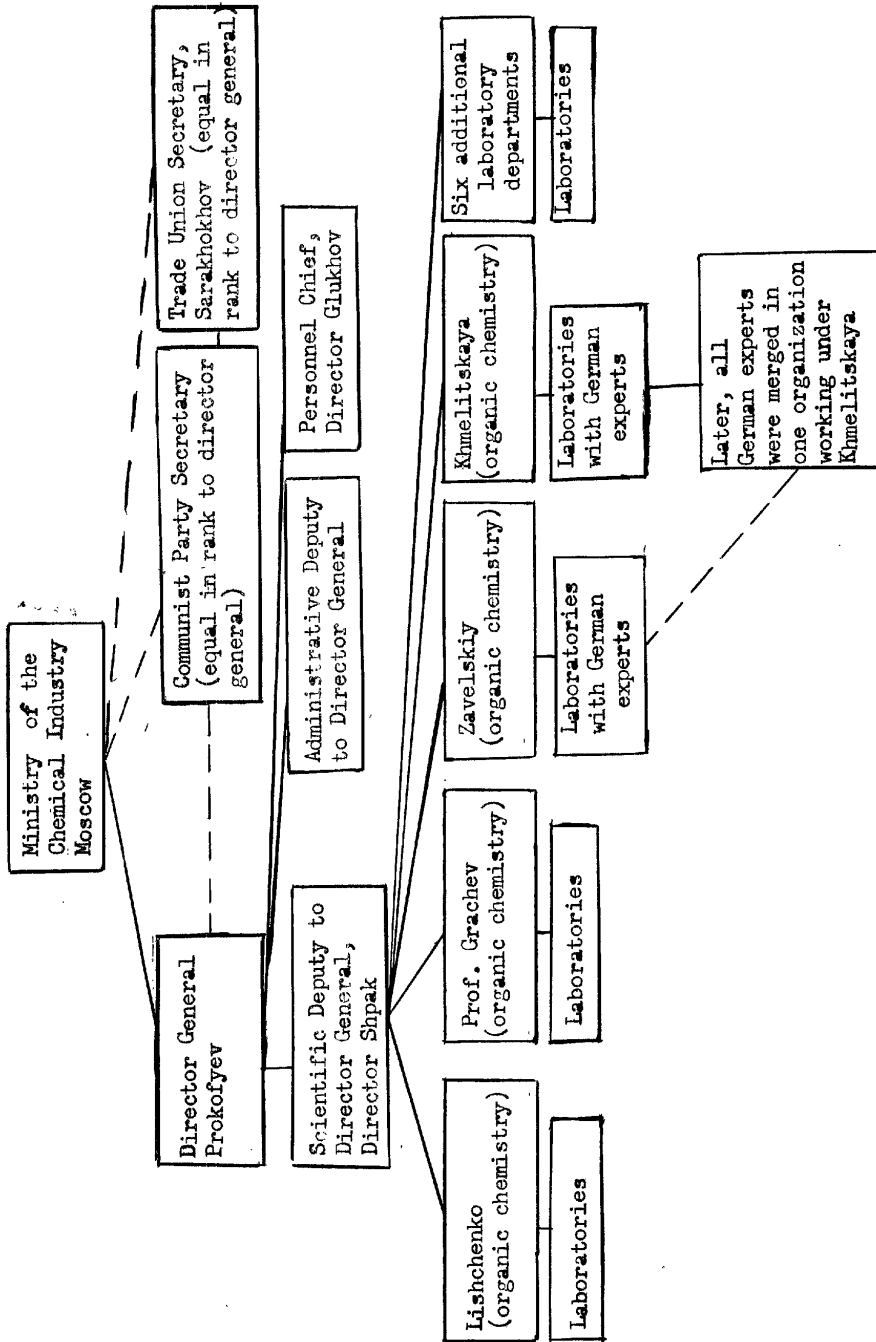 Ministry of the
Chemical Industry
Moscow
Director General
Prokofyev
Communist Party Secretary
(equal in rank to director
general)
Trade Union Secretary,
Sarakhokhov (equal in
rank to director general)
Scientific Deputy to
Director General,
Director Shpak
Administrative Deputy
to Director General
Personnel Chief,
Director Glukhov
Lishchenko
(organic chemistry)
Prof. Grachev
(organic chemistry)
Zavelskiy
(organic chemistry)
Khmelitskaya
(organic chemistry)
Six additional
laboratory
departments
Laboratories
Laboratories
Laboratories
with German
experts
Laboratories
with German
experts
Laboratories
Later, all
German experts
were merged in
one organization
working under
Khmelitskaya